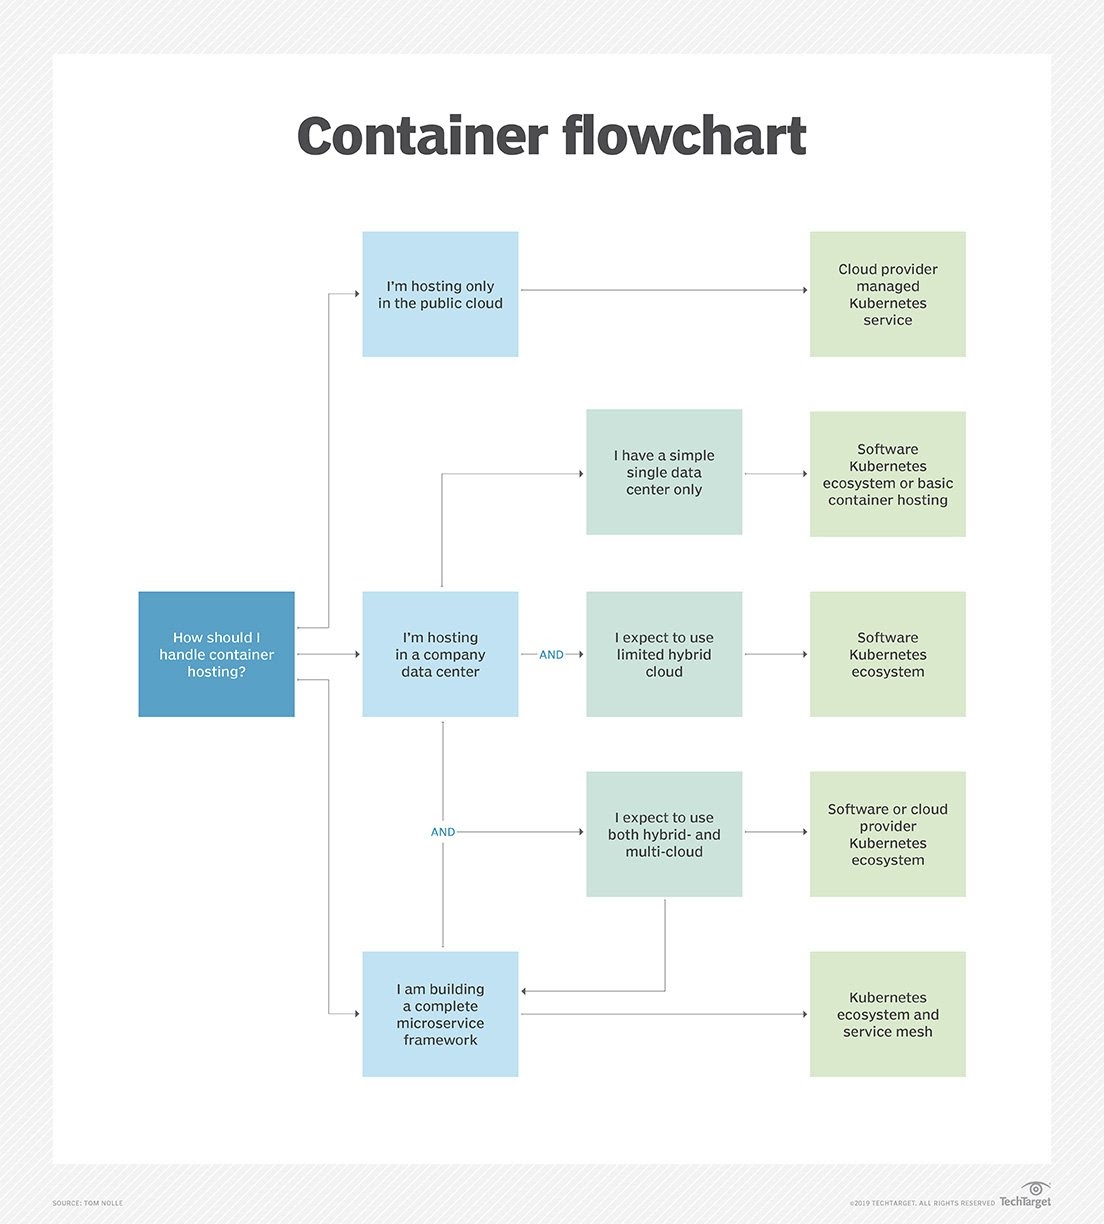 Container flowchart
I'm hosting only
in the public cloud
Cloud provider
managed
Kubernetes
service
I have a simple
single data
center only
Software
Kubernetes
ecosystem or basic
container hosting
How should I
handle container
hosting?
I'm hosting
in a company
data center
AND
I expect to use
limited hybrid
cloud
Software
Kubernetes
ecosystem
AND
I expect to use
both hybrid- and
multi-cloud
Software or cloud
provider
Kubernetes
ecosystem
I am building
a complete
microservice
framework
Kubernetes
ecosystem and
service mesh
SOURCE: TOM NOLLE
©2019 TECHTARGET. ALL RIGHTS RESERVED
TechTarget